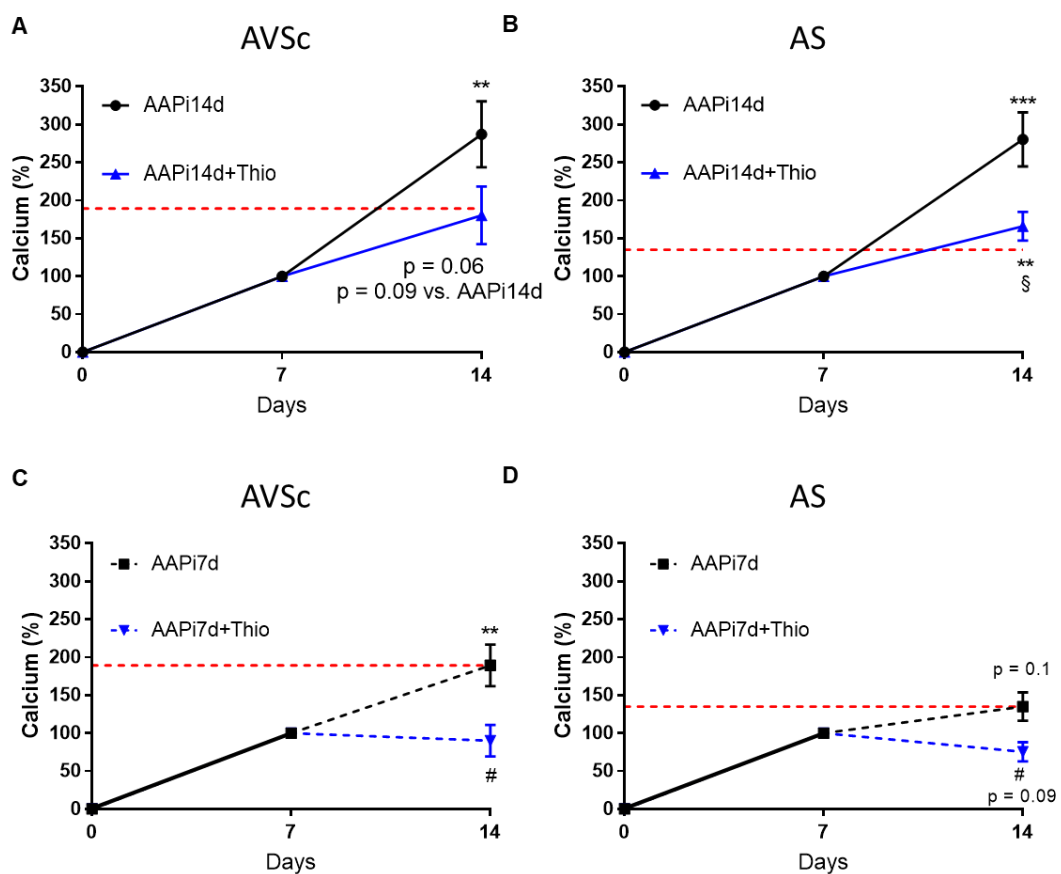 A
AVSc
350
300
250
200
150
100
50
0
Calcium (%)
AAPi14d
AAPi14d+Thio
**
p = 0.06
p = 0.09 vs. AAPi14d
0
7
14
Days
B
AS
350
300
250
200
150
100
50
0
Calcium (%)
AAPi14d
AAPi14d+Thio
***
**
§
0
7
14
Days
C
AVSc
350
300
250
200
150
100
50
0
Calcium (%)
AAPi7d
AAPi7d+Thio
**
#
0
7
14
Days
D
AS
350
300
250
200
150
100
50
0
Calcium (%)
AAPi7d
AAPi7d+Thio
p = 0.1
#
p = 0.09
0
7
14
Days